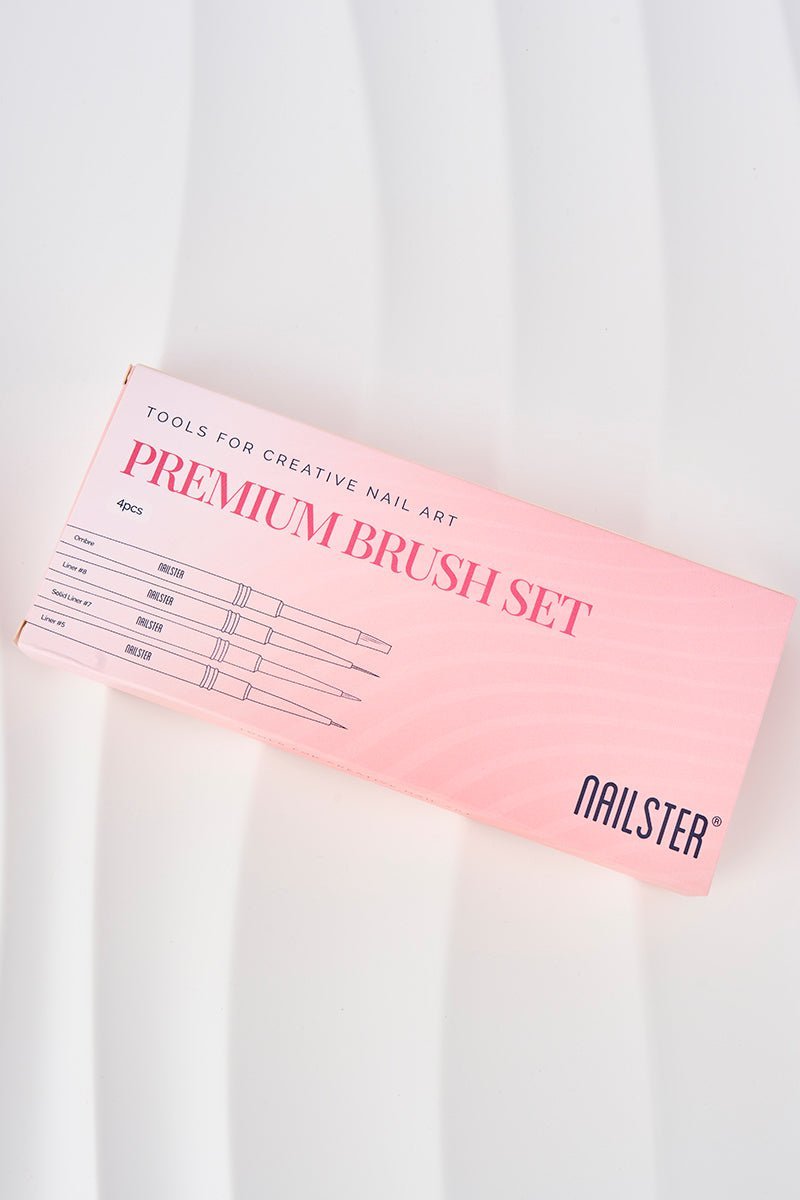 TOOLS FOR CREATIVE NAIL ART
PREMIUM BRUSH SET
4pcs
Ombre
NAILSTER
Liner #8
NAILSTER
Solid Liner #7
NAILSTER
Liner #5
NAILSTER
NAILSTER®